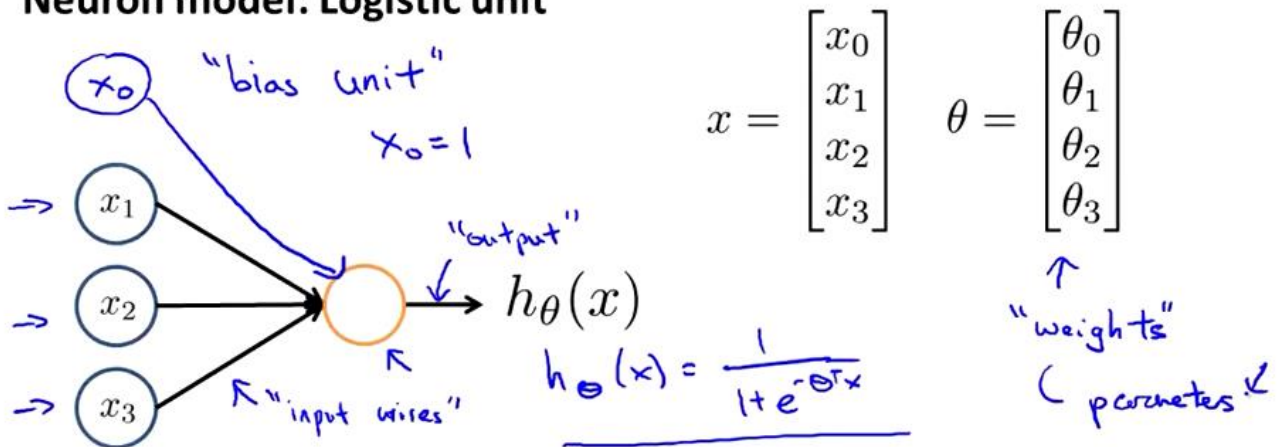 Neuron model: Logistic unit
x₀
"bias unit"
x₀ = 1
x₁
x₂
x₃
"input wires"
"output"
hθ(x)
hθ(x) = 1 / (1 + e^(-θᵀx))
x = [x₀ x₁ x₂ x₃]
θ = [θ₀ θ₁ θ₂ θ₃]
"weights"
( parameters